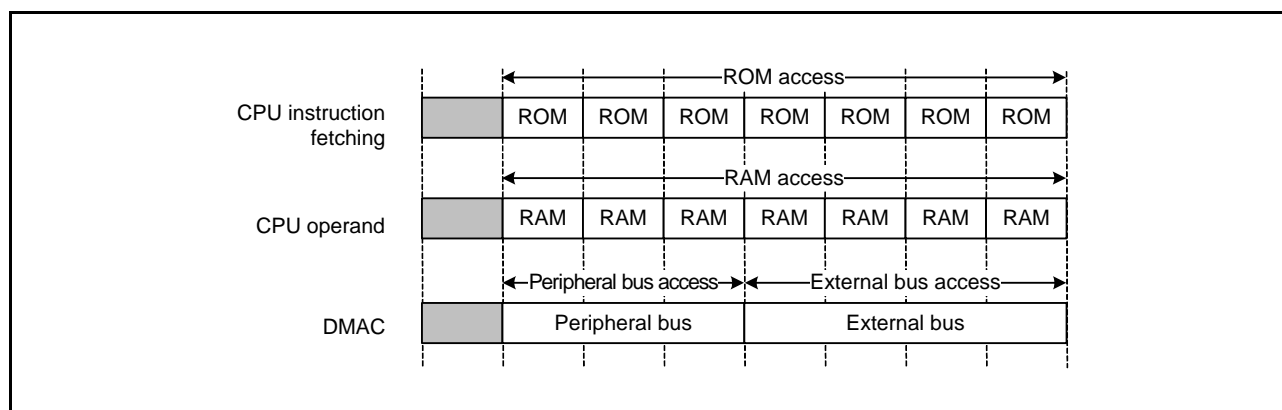 ROM access
CPU instruction
fetching
ROM ROM ROM ROM ROM ROM ROM
RAM access
CPU operand
RAM RAM RAM RAM RAM RAM RAM
Peripheral bus access External bus access
DMAC
Peripheral bus External bus